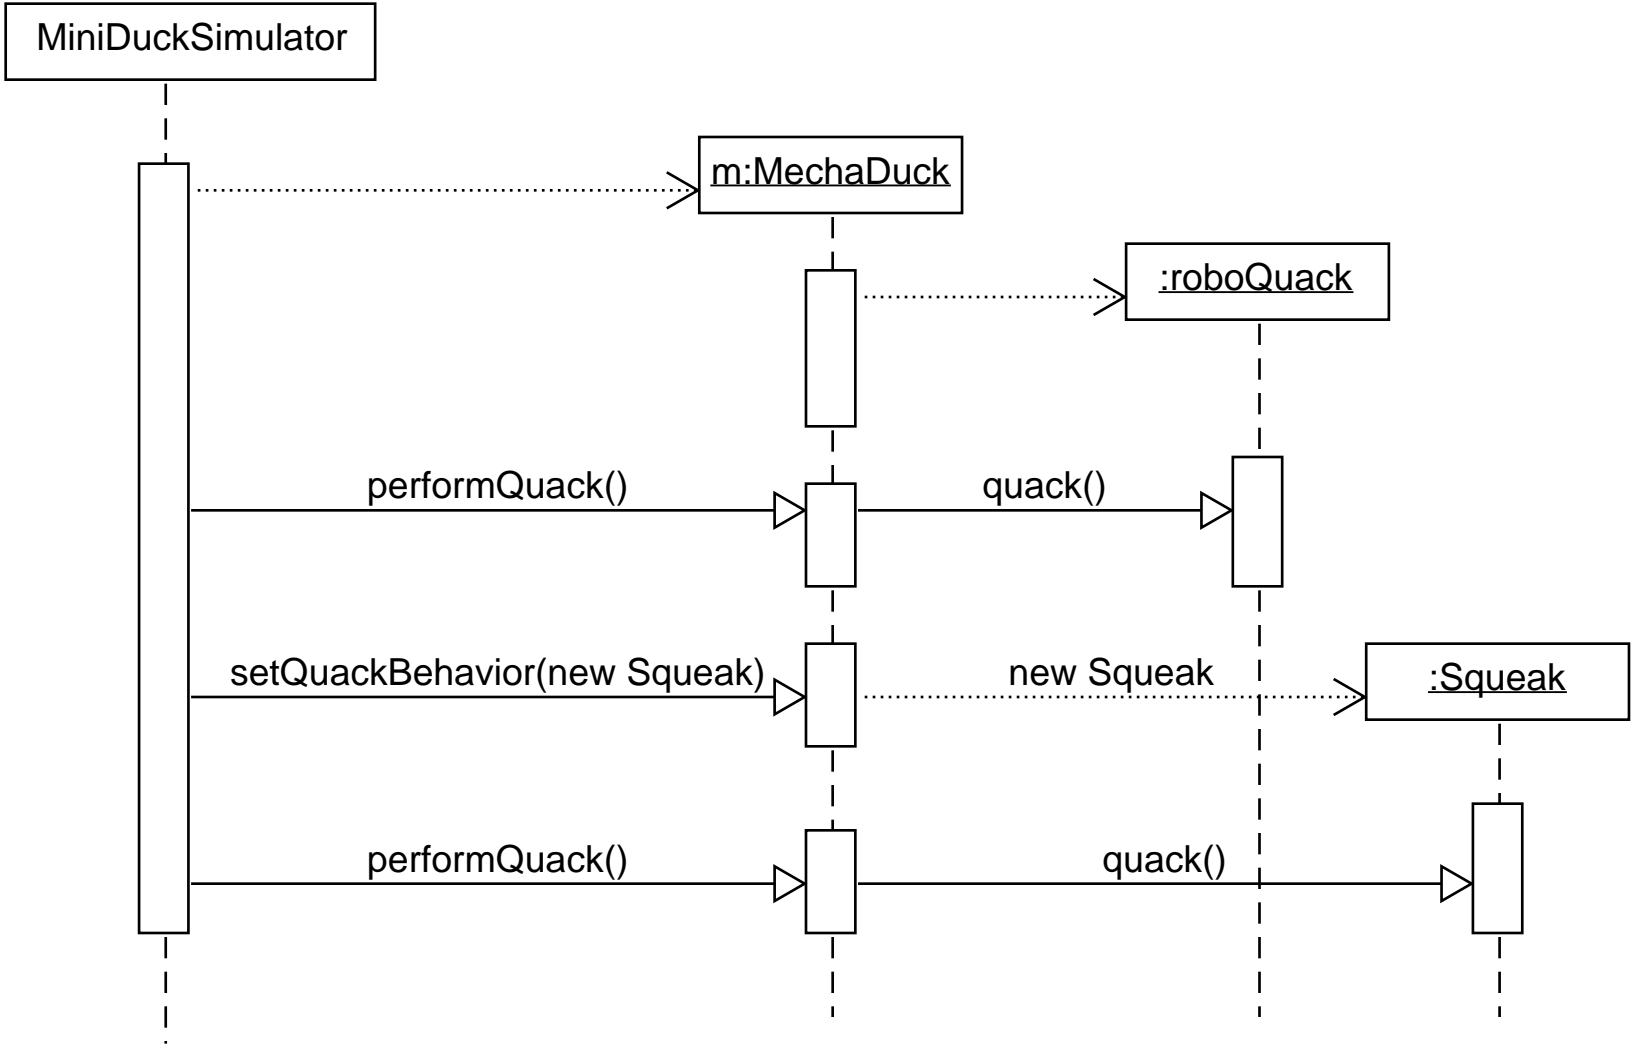 MiniDuckSimulator
m:MechaDuck
:roboQuack
performQuack()
quack()
setQuackBehavior(new Squeak)
new Squeak
:Squeak
performQuack()
quack()